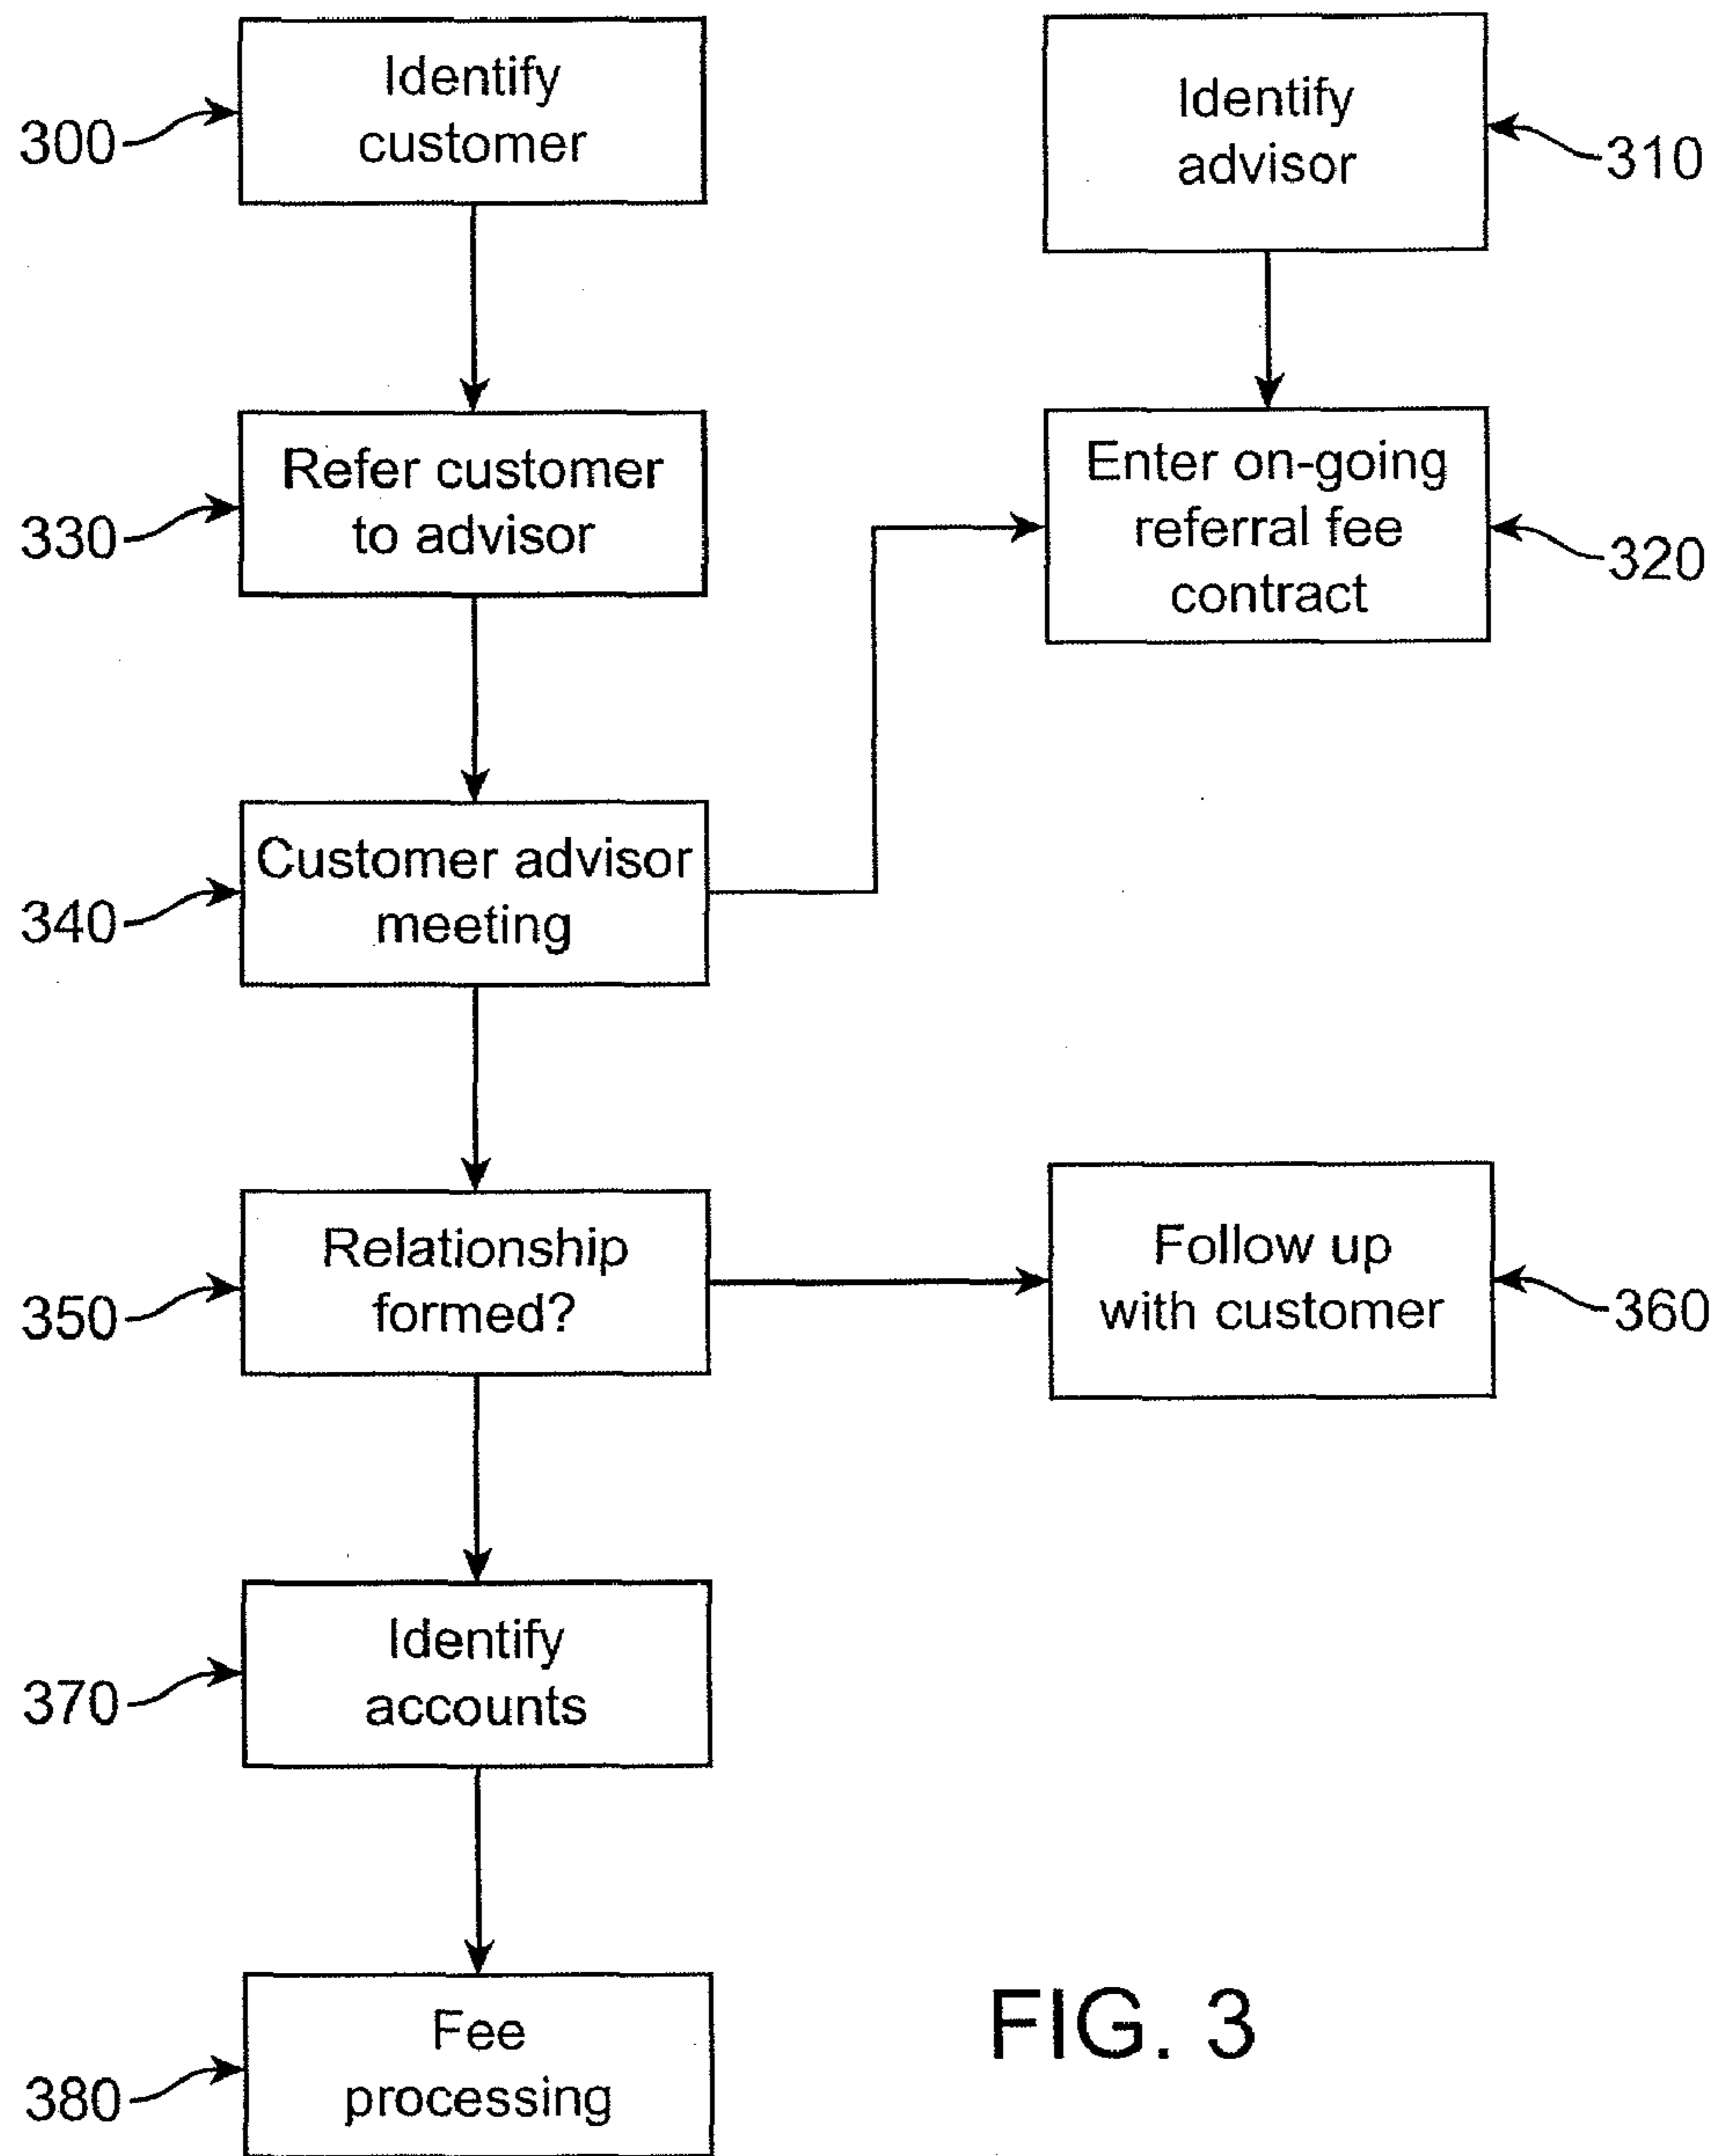 Identify
customer
300
Identify
advisor
310
Refer customer
to advisor
330
Enter on-going
referral fee
contract
320
Customer advisor
meeting
340
Relationship
formed?
350
Follow up
with customer
360
Identify
accounts
370
Fee
processing
380
FIG. 3